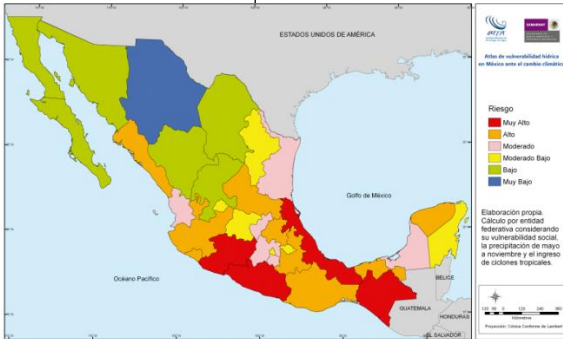 ESTADOS UNIDOS DE AMÉRICA
Golfo de México
Océano Pacífico
BELICE
GUATEMALA
HONDURAS
EL SALVADOR
SEMARNAT
Atlas de vulnerabilidad hídrica
en México ante el cambio climático
Riesgo
Muy Alto
Alto
Moderado
Moderado Bajo
Bajo
Muy Bajo
Elaboración propia.
Cálculo por entidad
federativa considerando
su vulnerabilidad social,
la precipitación de mayo
a noviembre y el ingreso
de ciclones tropicales.
Kilómetros
Proyección: Cónica Conforme de Lambert